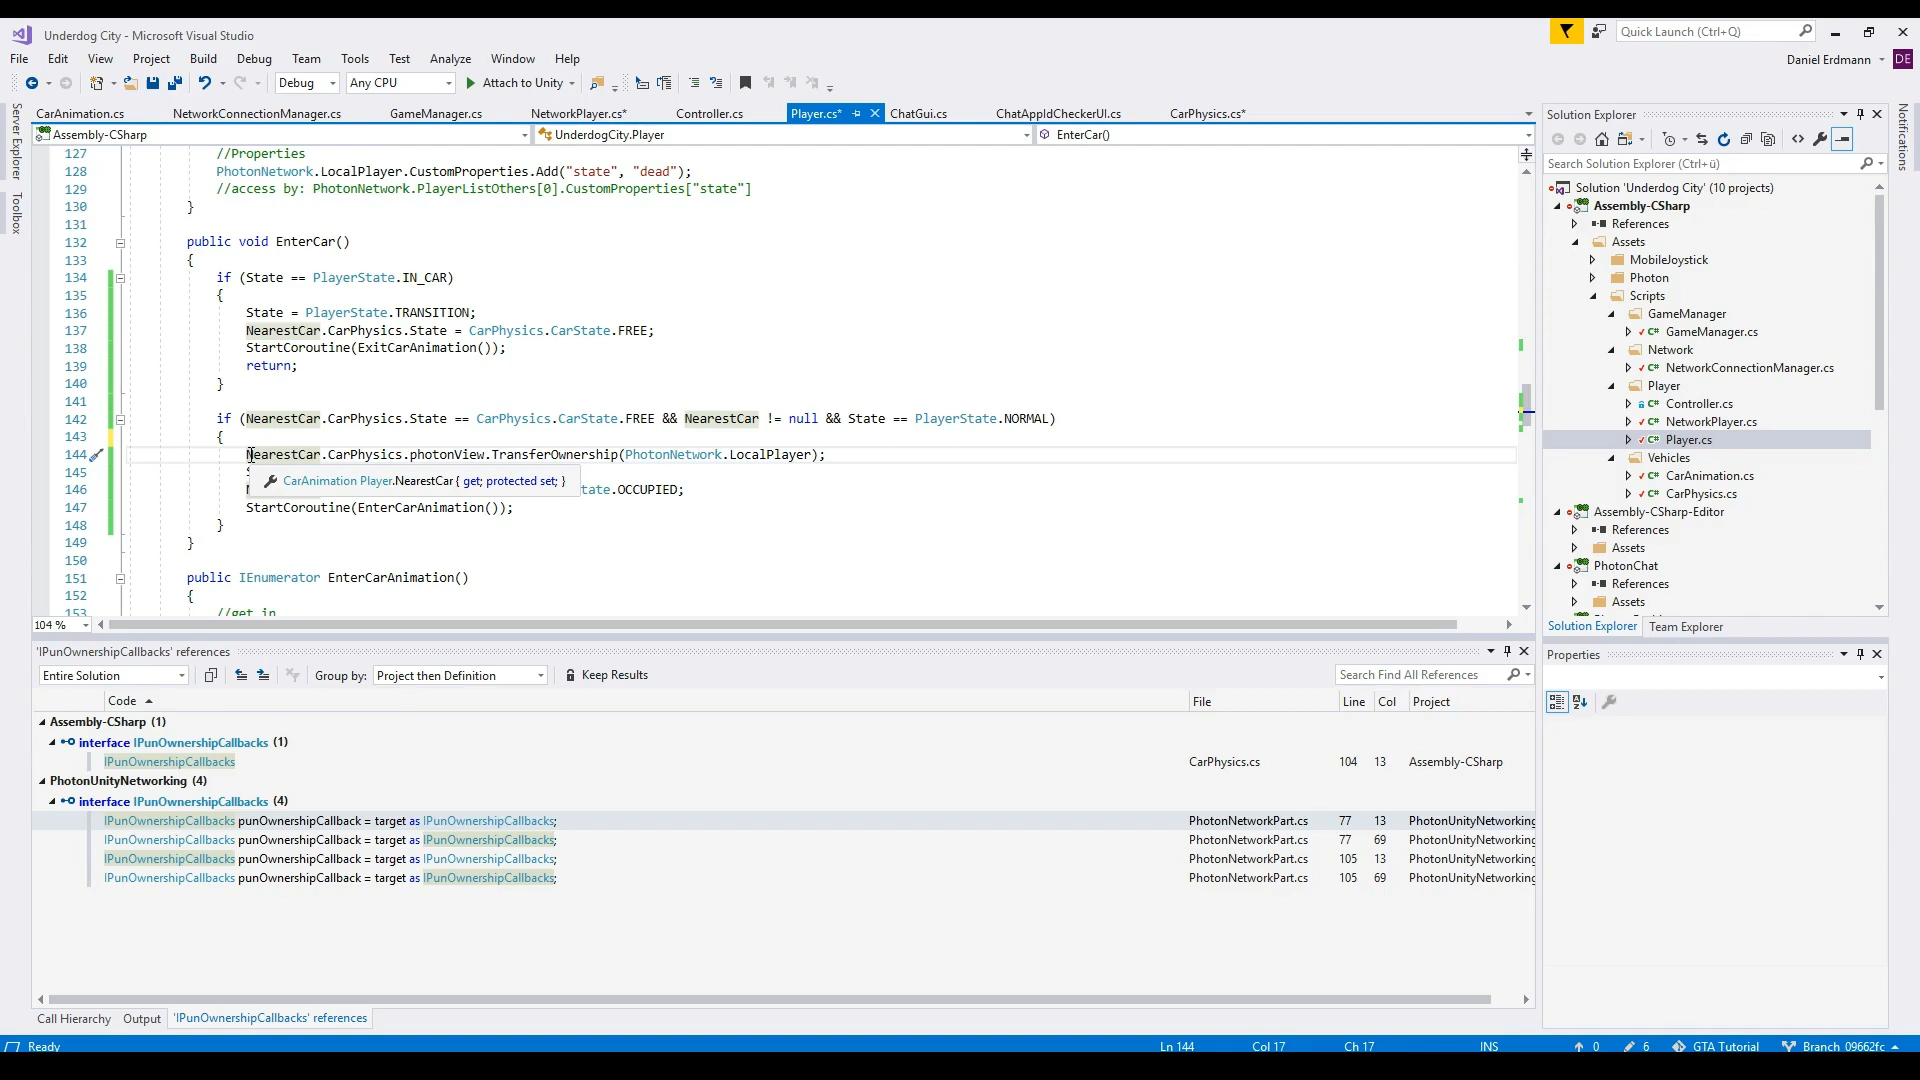 Underdog City - Microsoft Visual Studio
Quick Launch (Ctrl+Q)
File Edit View Project Build Debug Team Tools Test Analyze Window Help
Daniel Erdmann DE
Debug Any CPU Attach to Unity
CarAnimation.cs NetworkConnectionManager.cs GameManager.cs NetworkPlayer.cs* Controller.cs Player.cs* ChatGui.cs ChatAppIdCheckerUI.cs CarPhysics.cs*
Assembly-CSharp UnderdogCity.Player EnterCar()
127 //Properties
128 PhotonNetwork.LocalPlayer.CustomProperties.Add("state", "dead");
129 //access by: PhotonNetwork.PlayerListOthers[0].CustomProperties["state"]
130 }
131
132 public void EnterCar()
133 {
134 if (State == PlayerState.IN_CAR)
135 {
136 State = PlayerState.TRANSITION;
137 NearestCar.CarPhysics.State = CarPhysics.CarState.FREE;
138 StartCoroutine(ExitCarAnimation());
139 return;
140 }
141
142 if (NearestCar.CarPhysics.State == CarPhysics.CarState.FREE && NearestCar != null && State == PlayerState.NORMAL)
143 {
144 NearestCar.CarPhysics.photonView.TransferOwnership(PhotonNetwork.LocalPlayer);
145
CarAnimation Player.NearestCar { get; protected set; }
146 tate.OCCUPIED;
147 StartCoroutine(EnterCarAnimation());
148 }
149 }
150
151 public IEnumerator EnterCarAnimation()
152 {
153 //get in
104 %
Server Explorer
Toolbox
Notifications
Solution Explorer
Search Solution Explorer (Ctrl+ü)
Solution 'Underdog City' (10 projects)
Assembly-CSharp
References
Assets
MobileJoystick
Photon
Scripts
GameManager
C# GameManager.cs
Network
C# NetworkConnectionManager.cs
Player
C# Controller.cs
C# NetworkPlayer.cs
C# Player.cs
Vehicles
C# CarAnimation.cs
C# CarPhysics.cs
Assembly-CSharp-Editor
References
Assets
PhotonChat
References
Assets
Solution Explorer Team Explorer
Properties
'IPunOwnershipCallbacks' references
Entire Solution Group by: Project then Definition Keep Results Search Find All References
Code File Line Col Project
Assembly-CSharp (1)
interface IPunOwnershipCallbacks (1)
IPunOwnershipCallbacks CarPhysics.cs 104 13 Assembly-CSharp
PhotonUnityNetworking (4)
interface IPunOwnershipCallbacks (4)
IPunOwnershipCallbacks punOwnershipCallback = target as IPunOwnershipCallbacks; PhotonNetworkPart.cs 77 13 PhotonUnityNetworking
IPunOwnershipCallbacks punOwnershipCallback = target as IPunOwnershipCallbacks; PhotonNetworkPart.cs 77 69 PhotonUnityNetworking
IPunOwnershipCallbacks punOwnershipCallback = target as IPunOwnershipCallbacks; PhotonNetworkPart.cs 105 13 PhotonUnityNetworking
IPunOwnershipCallbacks punOwnershipCallback = target as IPunOwnershipCallbacks; PhotonNetworkPart.cs 105 69 PhotonUnityNetworking
Call Hierarchy Output 'IPunOwnershipCallbacks' references
Ready Ln 144 Col 17 Ch 17 INS 0 6 GTA Tutorial Branch 09662fc